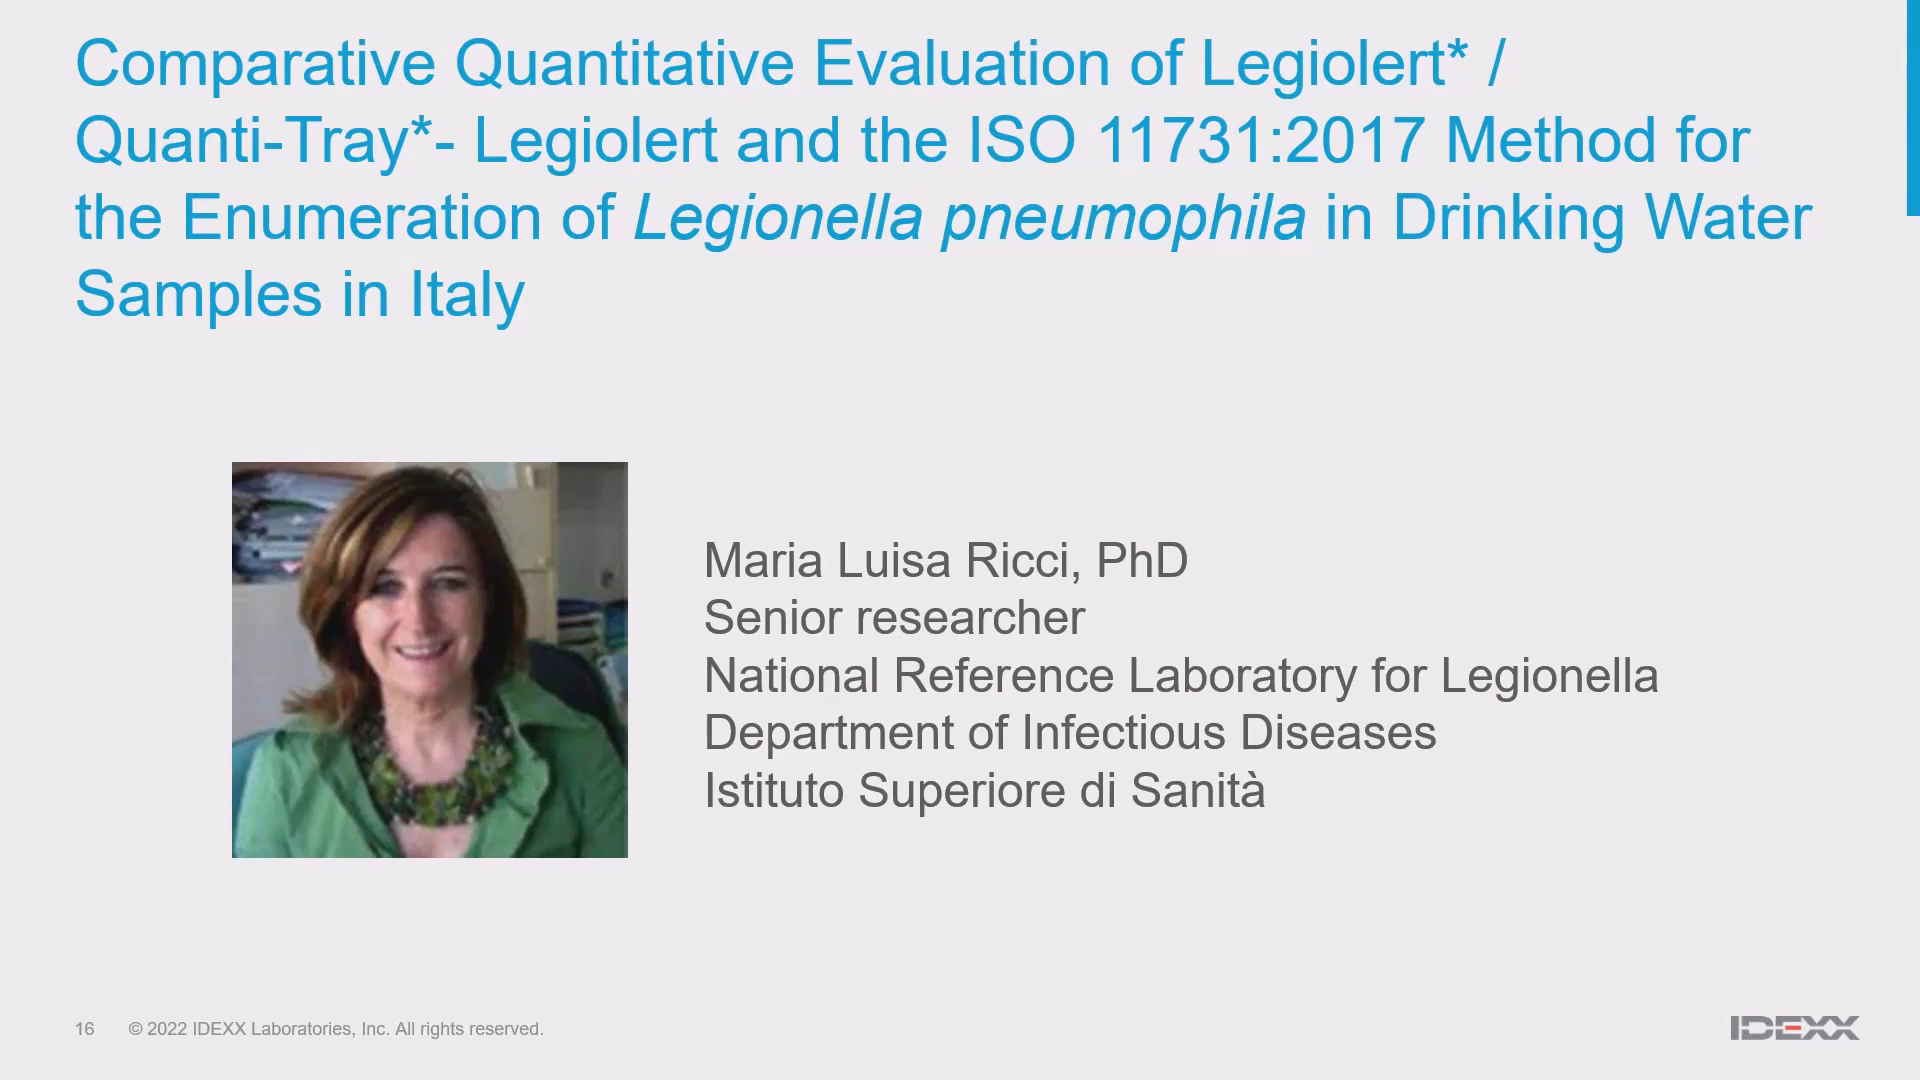 Comparative Quantitative Evaluation of Legiolert* /
Quanti-Tray*- Legiolert and the ISO 11731:2017 Method for
the Enumeration of Legionella pneumophila in Drinking Water
Samples in Italy
Maria Luisa Ricci, PhD
Senior researcher
National Reference Laboratory for Legionella
Department of Infectious Diseases
Istituto Superiore di Sanità
16 © 2022 IDEXX Laboratories, Inc. All rights reserved.
IDEXX